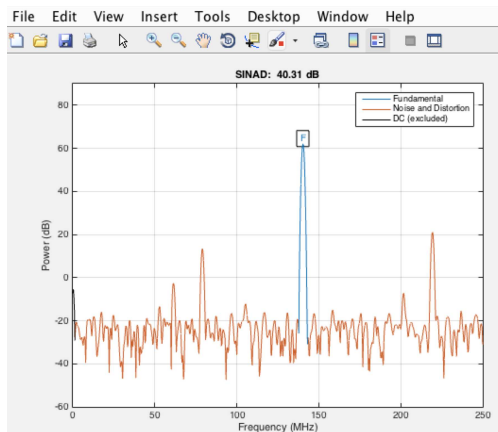 File Edit View Insert Tools Desktop Window Help
SINAD: 40.31 dB
Fundamental
Noise and Distortion
DC (excluded)
F
80
60
40
20
0
-20
-40
-60
Power (dB)
0 50 100 150 200 250
Frequency (MHz)